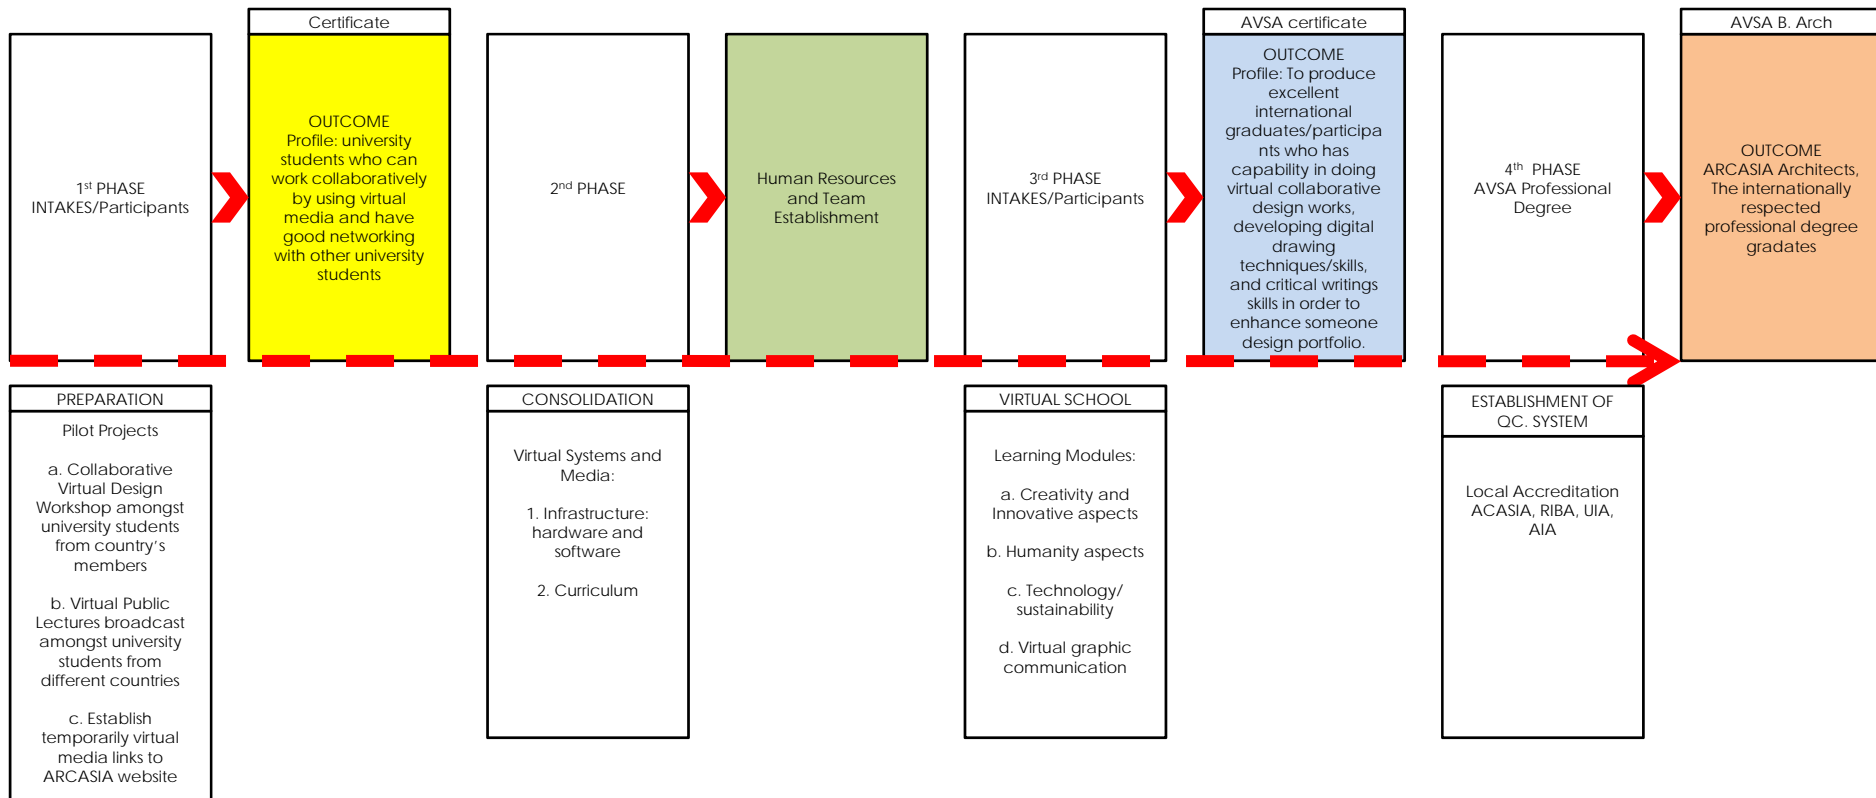 Certificate
AVSA certificate
AVSA B. Arch
1st PHASE
INTAKES/Participants
OUTCOME
Profile: university
students who can
work collaboratively
by using virtual
media and have
good networking
with other university
students
2nd PHASE
Human Resources
and Team
Establishment
3rd PHASE
INTAKES/Participants
OUTCOME
Profile: To produce
excellent
international
graduates/participa
nts who has
capability in doing
virtual collaborative
design works,
developing digital
drawing
techniques/skills,
and critical writings
skills in order to
enhance someone
design portfolio.
4th PHASE
AVSA Professional
Degree
OUTCOME
ARCASIA Architects,
The internationally
respected
professional degree
gradates
PREPARATION
Pilot Projects
a. Collaborative
Virtual Design
Workshop amongst
university students
from country's
members
b. Virtual Public
Lectures broadcast
amongst university
students from
different countries
c. Establish
temporarily virtual
media links to
ARCASIA website
CONSOLIDATION
Virtual Systems and
Media:
1. Infrastructure:
hardware and
software
2. Curriculum
VIRTUAL SCHOOL
Learning Modules:
a. Creativity and
Innovative aspects
b. Humanity aspects
c. Technology/
sustainability
d. Virtual graphic
communication
ESTABLISHMENT OF
QC. SYSTEM
Local Accreditation
ACASIA, RIBA, UIA,
AIA